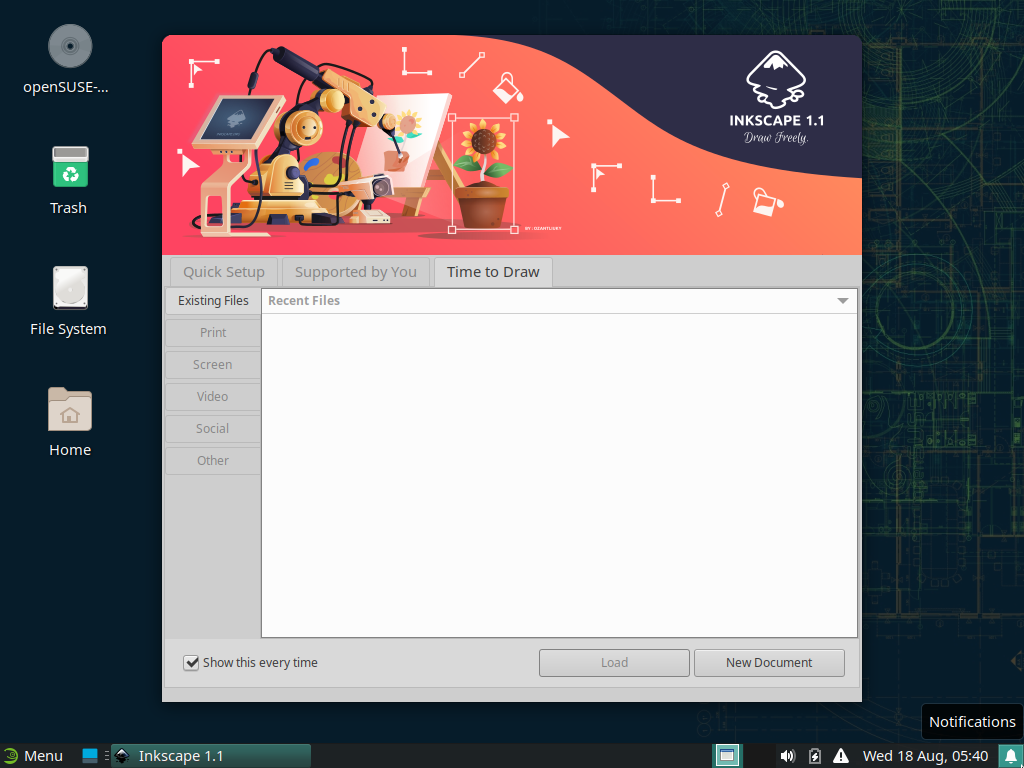 openSUSE-...
Trash
File System
Home
INKSCAPE 1.1
Draw Freely.
Quick Setup
Supported by You
Time to Draw
Existing Files
Print
Screen
Video
Social
Other
Recent Files
Show this every time
Load
New Document
Notifications
Menu
Inkscape 1.1
Wed 18 Aug, 05:40